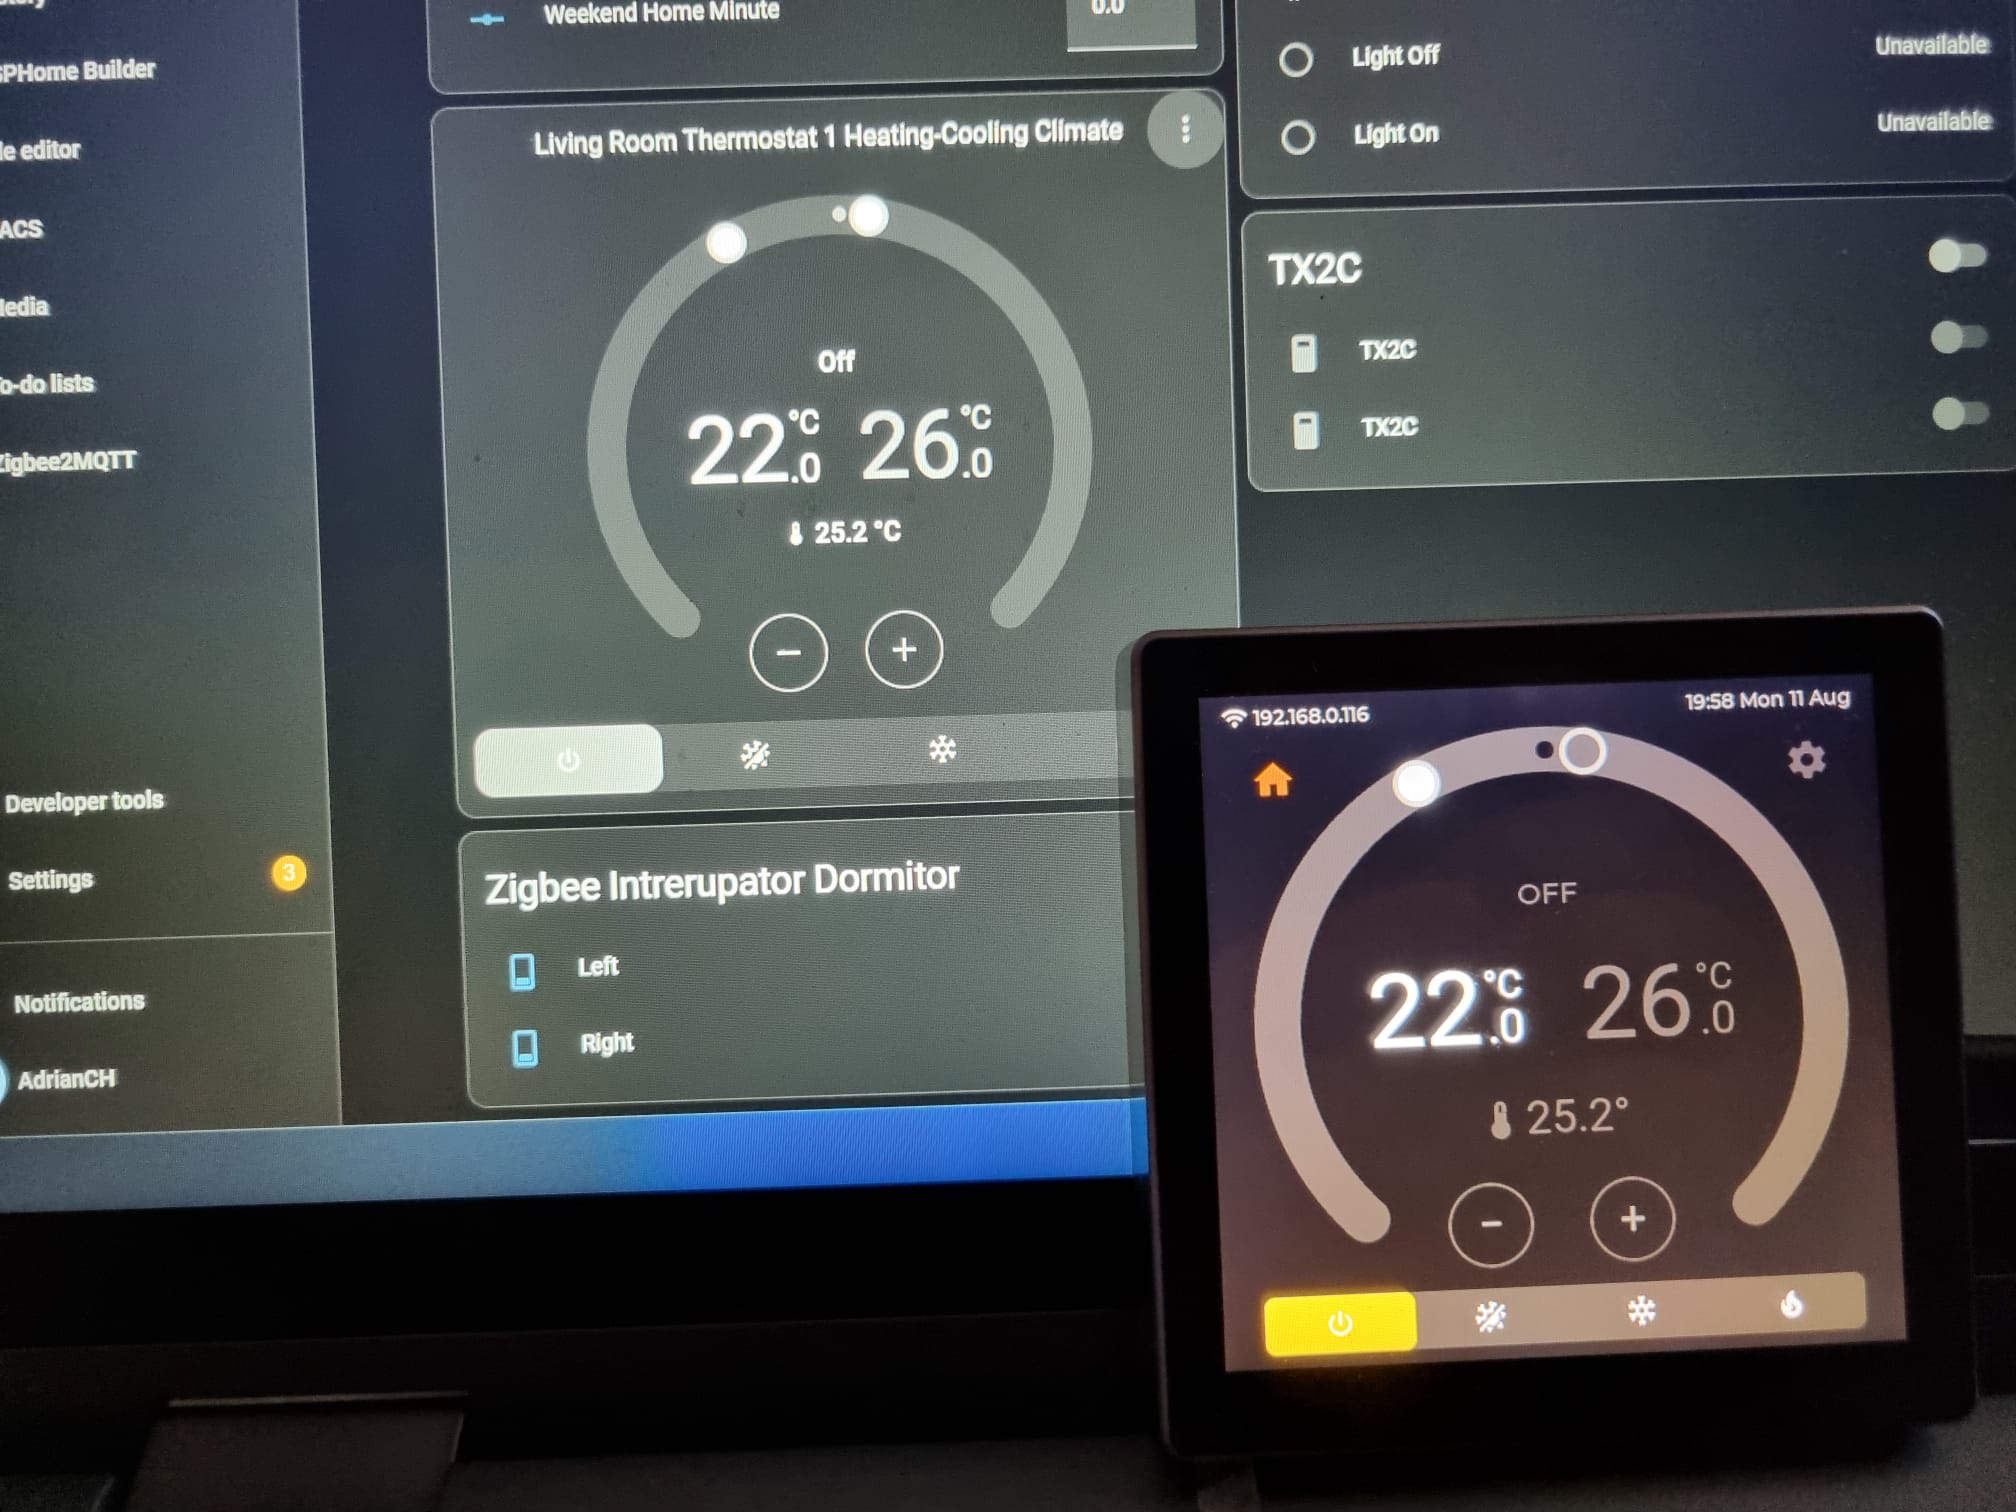 PHome Builder
le editor
ACS
edia
o-do lists
Zigbee2MQTT
Developer tools
Settings
3
Notifications
AdrianCH
Weekend Home Minute
0.0
Living Room Thermostat 1 Heating-Cooling Climate
Off
22.0 °C 26.0 °C
25.2 °C
− +
Zigbee Intrerupator Dormitor
Left
Right
Light Off Unavailable
Light On Unavailable
TX2C
TX2C
TX2C
192.168.0.116 19:58 Mon 11 Aug
OFF
22.0 °C 26.0 °C
25.2°
− +